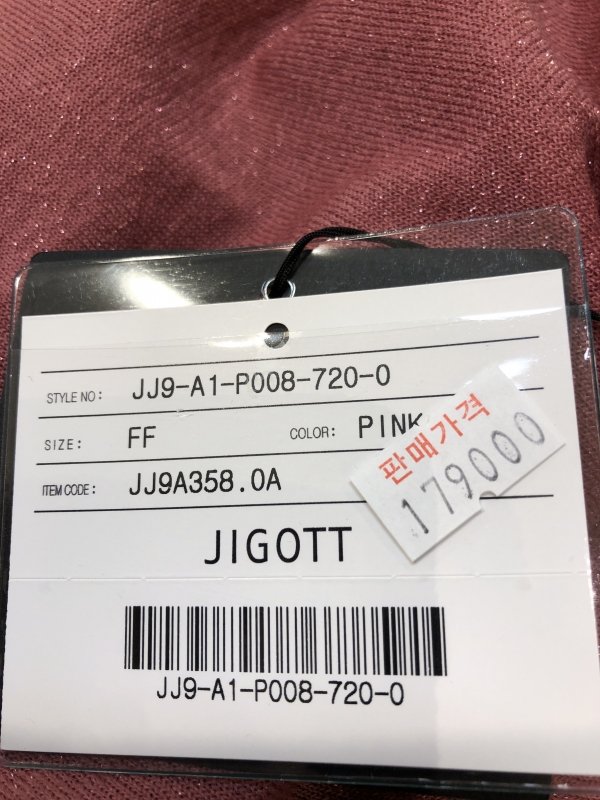 STYLE NO: JJ9-A1-P008-720-0
SIZE: FF COLOR: PINK
ITEM CODE: JJ9A358.0A
판매가격
179000
JIGOTT
JJ9-A1-P008-720-0